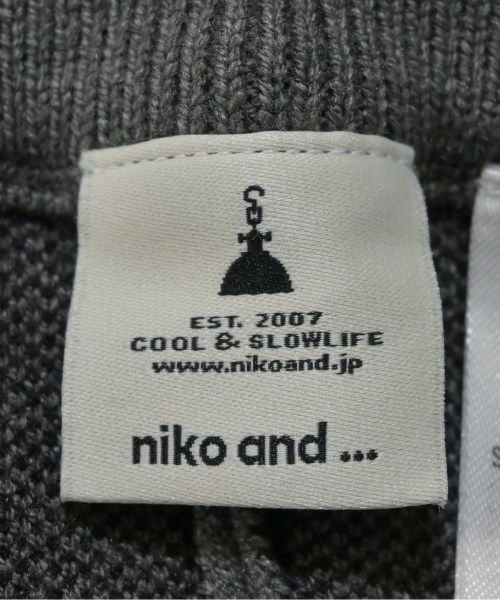 EST. 2007
COOL & SLOWLIFE
www.nikoand.jp
niko and ...
S